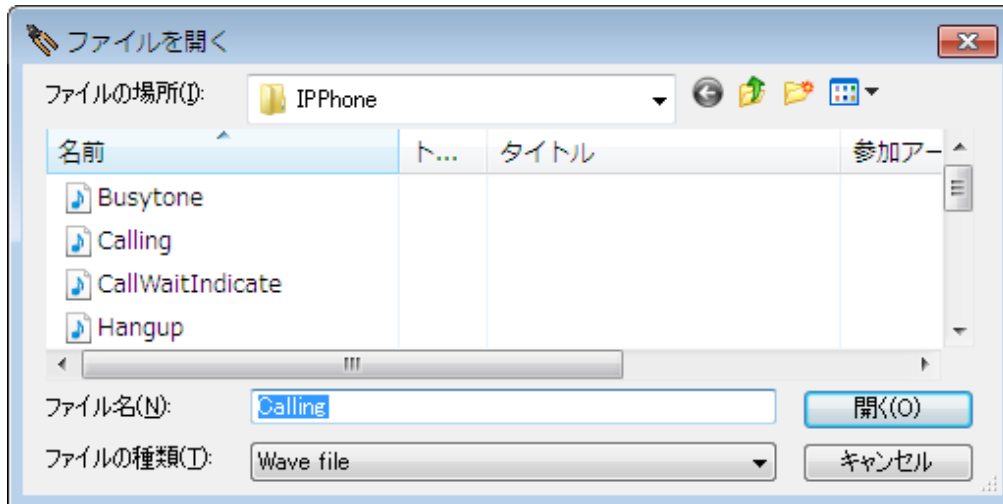 ファイルを開く
ファイルの場所(I): IPPhone
名前 ト... タイトル 参加アー
Busytone
Calling
CallWaitIndicate
Hangup
ファイル名(N): Calling 開く(O)
ファイルの種類(T): Wave file キャンセル